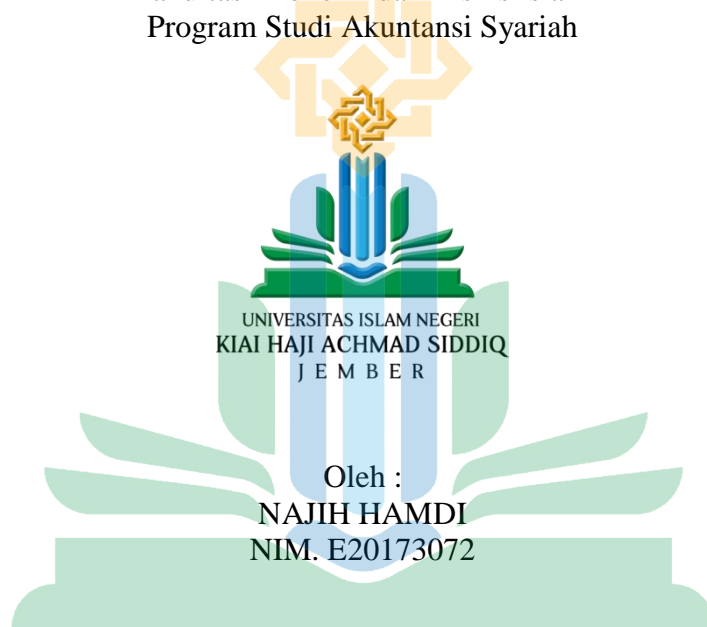 Program Studi Akuntansi Syariah
UNIVERSITAS ISLAM NEGERI
KIAI HAJI ACHMAD SIDDIQ
J E M B E R
Oleh :
NAJIH HAMDI
NIM. E20173072